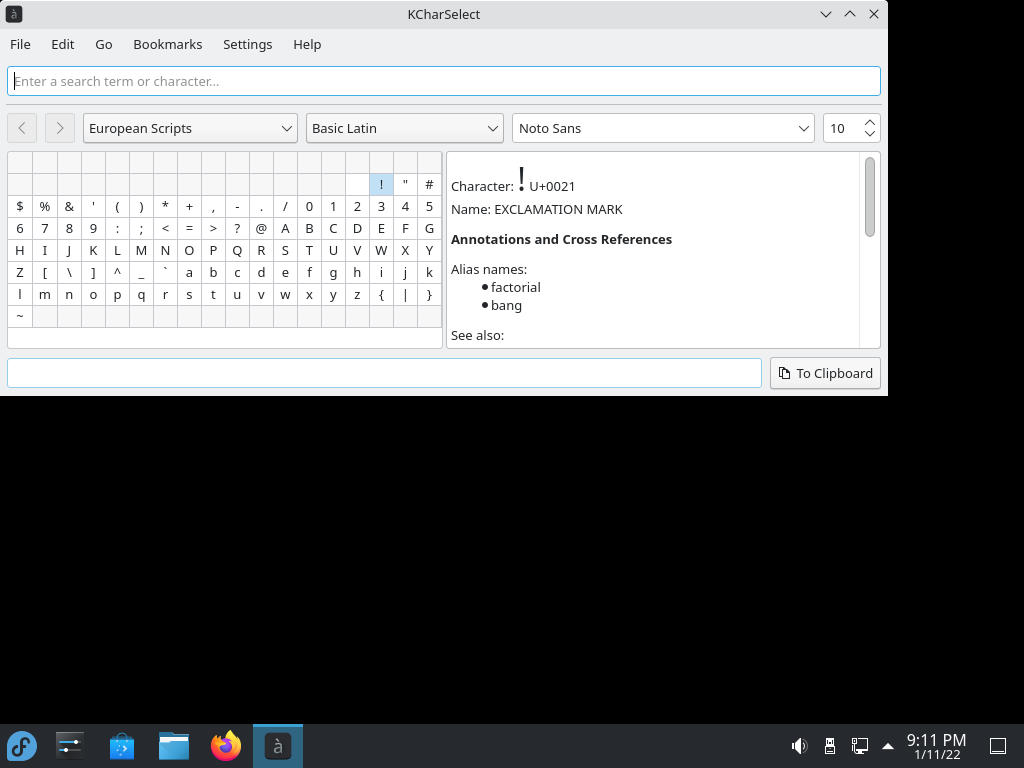 KCharSelect
File Edit Go Bookmarks Settings Help
Enter a search term or character...
European Scripts Basic Latin Noto Sans 10
! " #
$ % & ' ( ) * + , - . / 0 1 2 3 4 5
6 7 8 9 : ; < = > ? @ A B C D E F G
H I J K L M N O P Q R S T U V W X Y
Z [ \ ] ^ _ ` a b c d e f g h i j k
l m n o p q r s t u v w x y z { | }
~
Character: ! U+0021
Name: EXCLAMATION MARK
Annotations and Cross References
Alias names:
• factorial
• bang
See also:
To Clipboard
à
9:11 PM
1/11/22